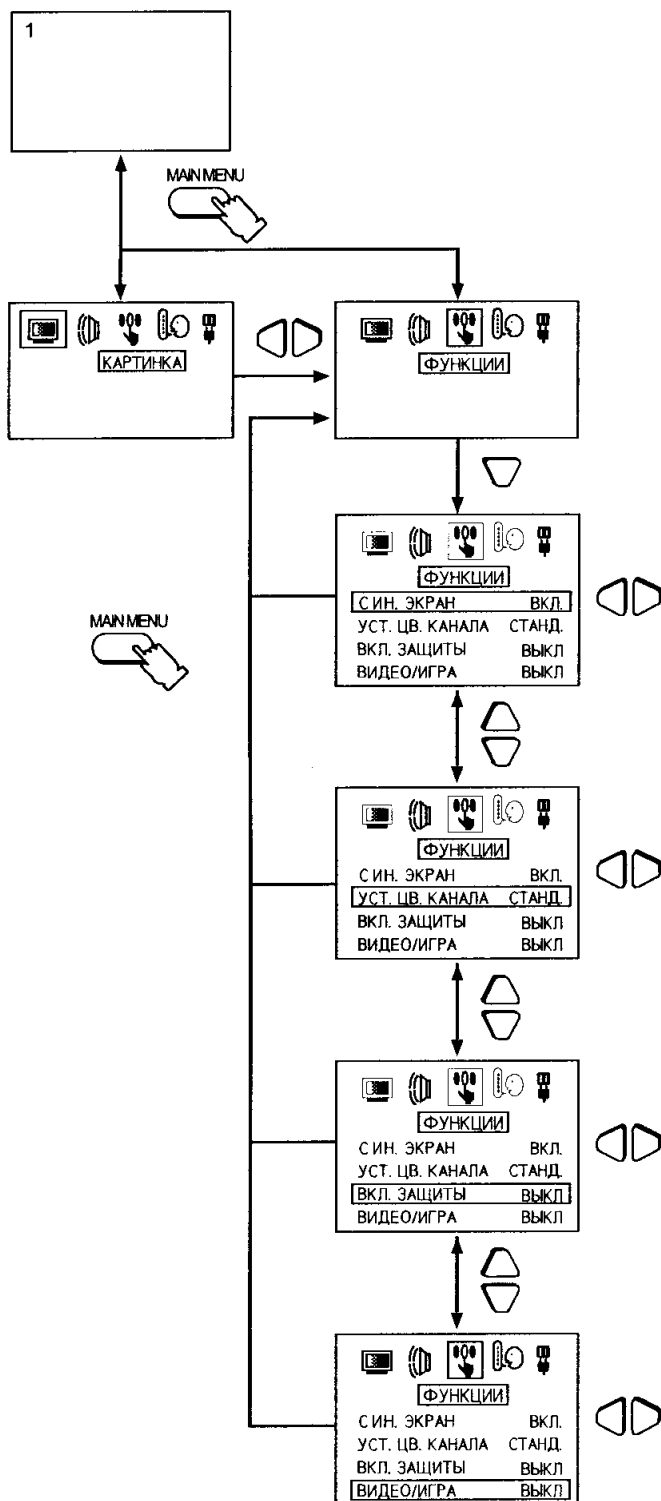 1
MAIN MENU
КАРТИНКА
ФУНКЦИИ
ФУНКЦИИ
СИН. ЭКРАН ВКЛ.
УСТ. ЦВ. КАНАЛА СТАНД.
ВКЛ. ЗАЩИТЫ ВЫКЛ
ВИДЕО/ИГРА ВЫКЛ
MAIN MENU
ФУНКЦИИ
СИН. ЭКРАН ВКЛ.
УСТ. ЦВ. КАНАЛА СТАНД.
ВКЛ. ЗАЩИТЫ ВЫКЛ
ВИДЕО/ИГРА ВЫКЛ
ФУНКЦИИ
СИН. ЭКРАН ВКЛ.
УСТ. ЦВ. КАНАЛА СТАНД.
ВКЛ. ЗАЩИТЫ ВЫКЛ
ВИДЕО/ИГРА ВЫКЛ
ФУНКЦИИ
СИН. ЭКРАН ВКЛ.
УСТ. ЦВ. КАНАЛА СТАНД.
ВКЛ. ЗАЩИТЫ ВЫКЛ
ВИДЕО/ИГРА ВЫКЛ